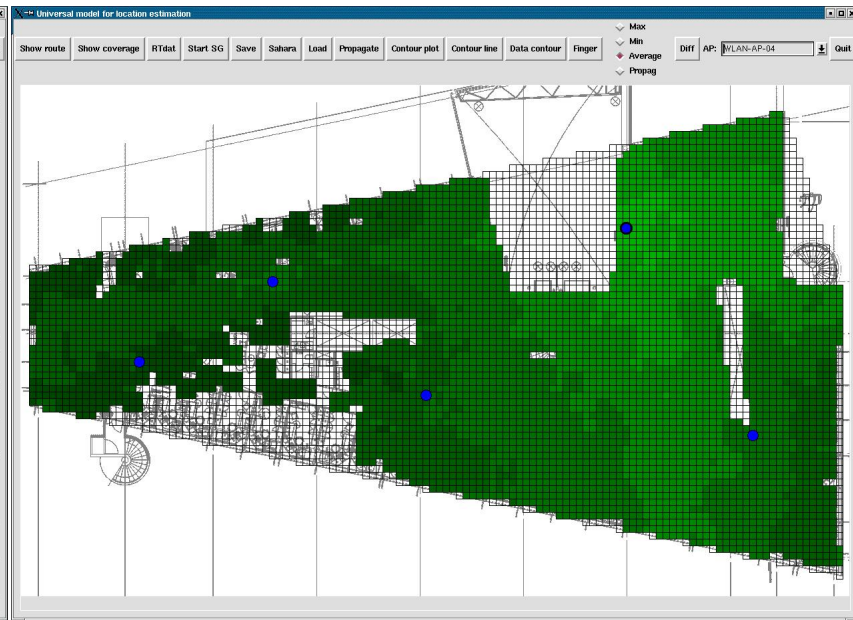 Universal model for location estimation
Max
Min
Average
Propag
Show route Show coverage RTdat Start SG Save Sahara Load Propagate Contour plot Contour line Data contour Finger Diff AP: WLAN-AP-04 Quit